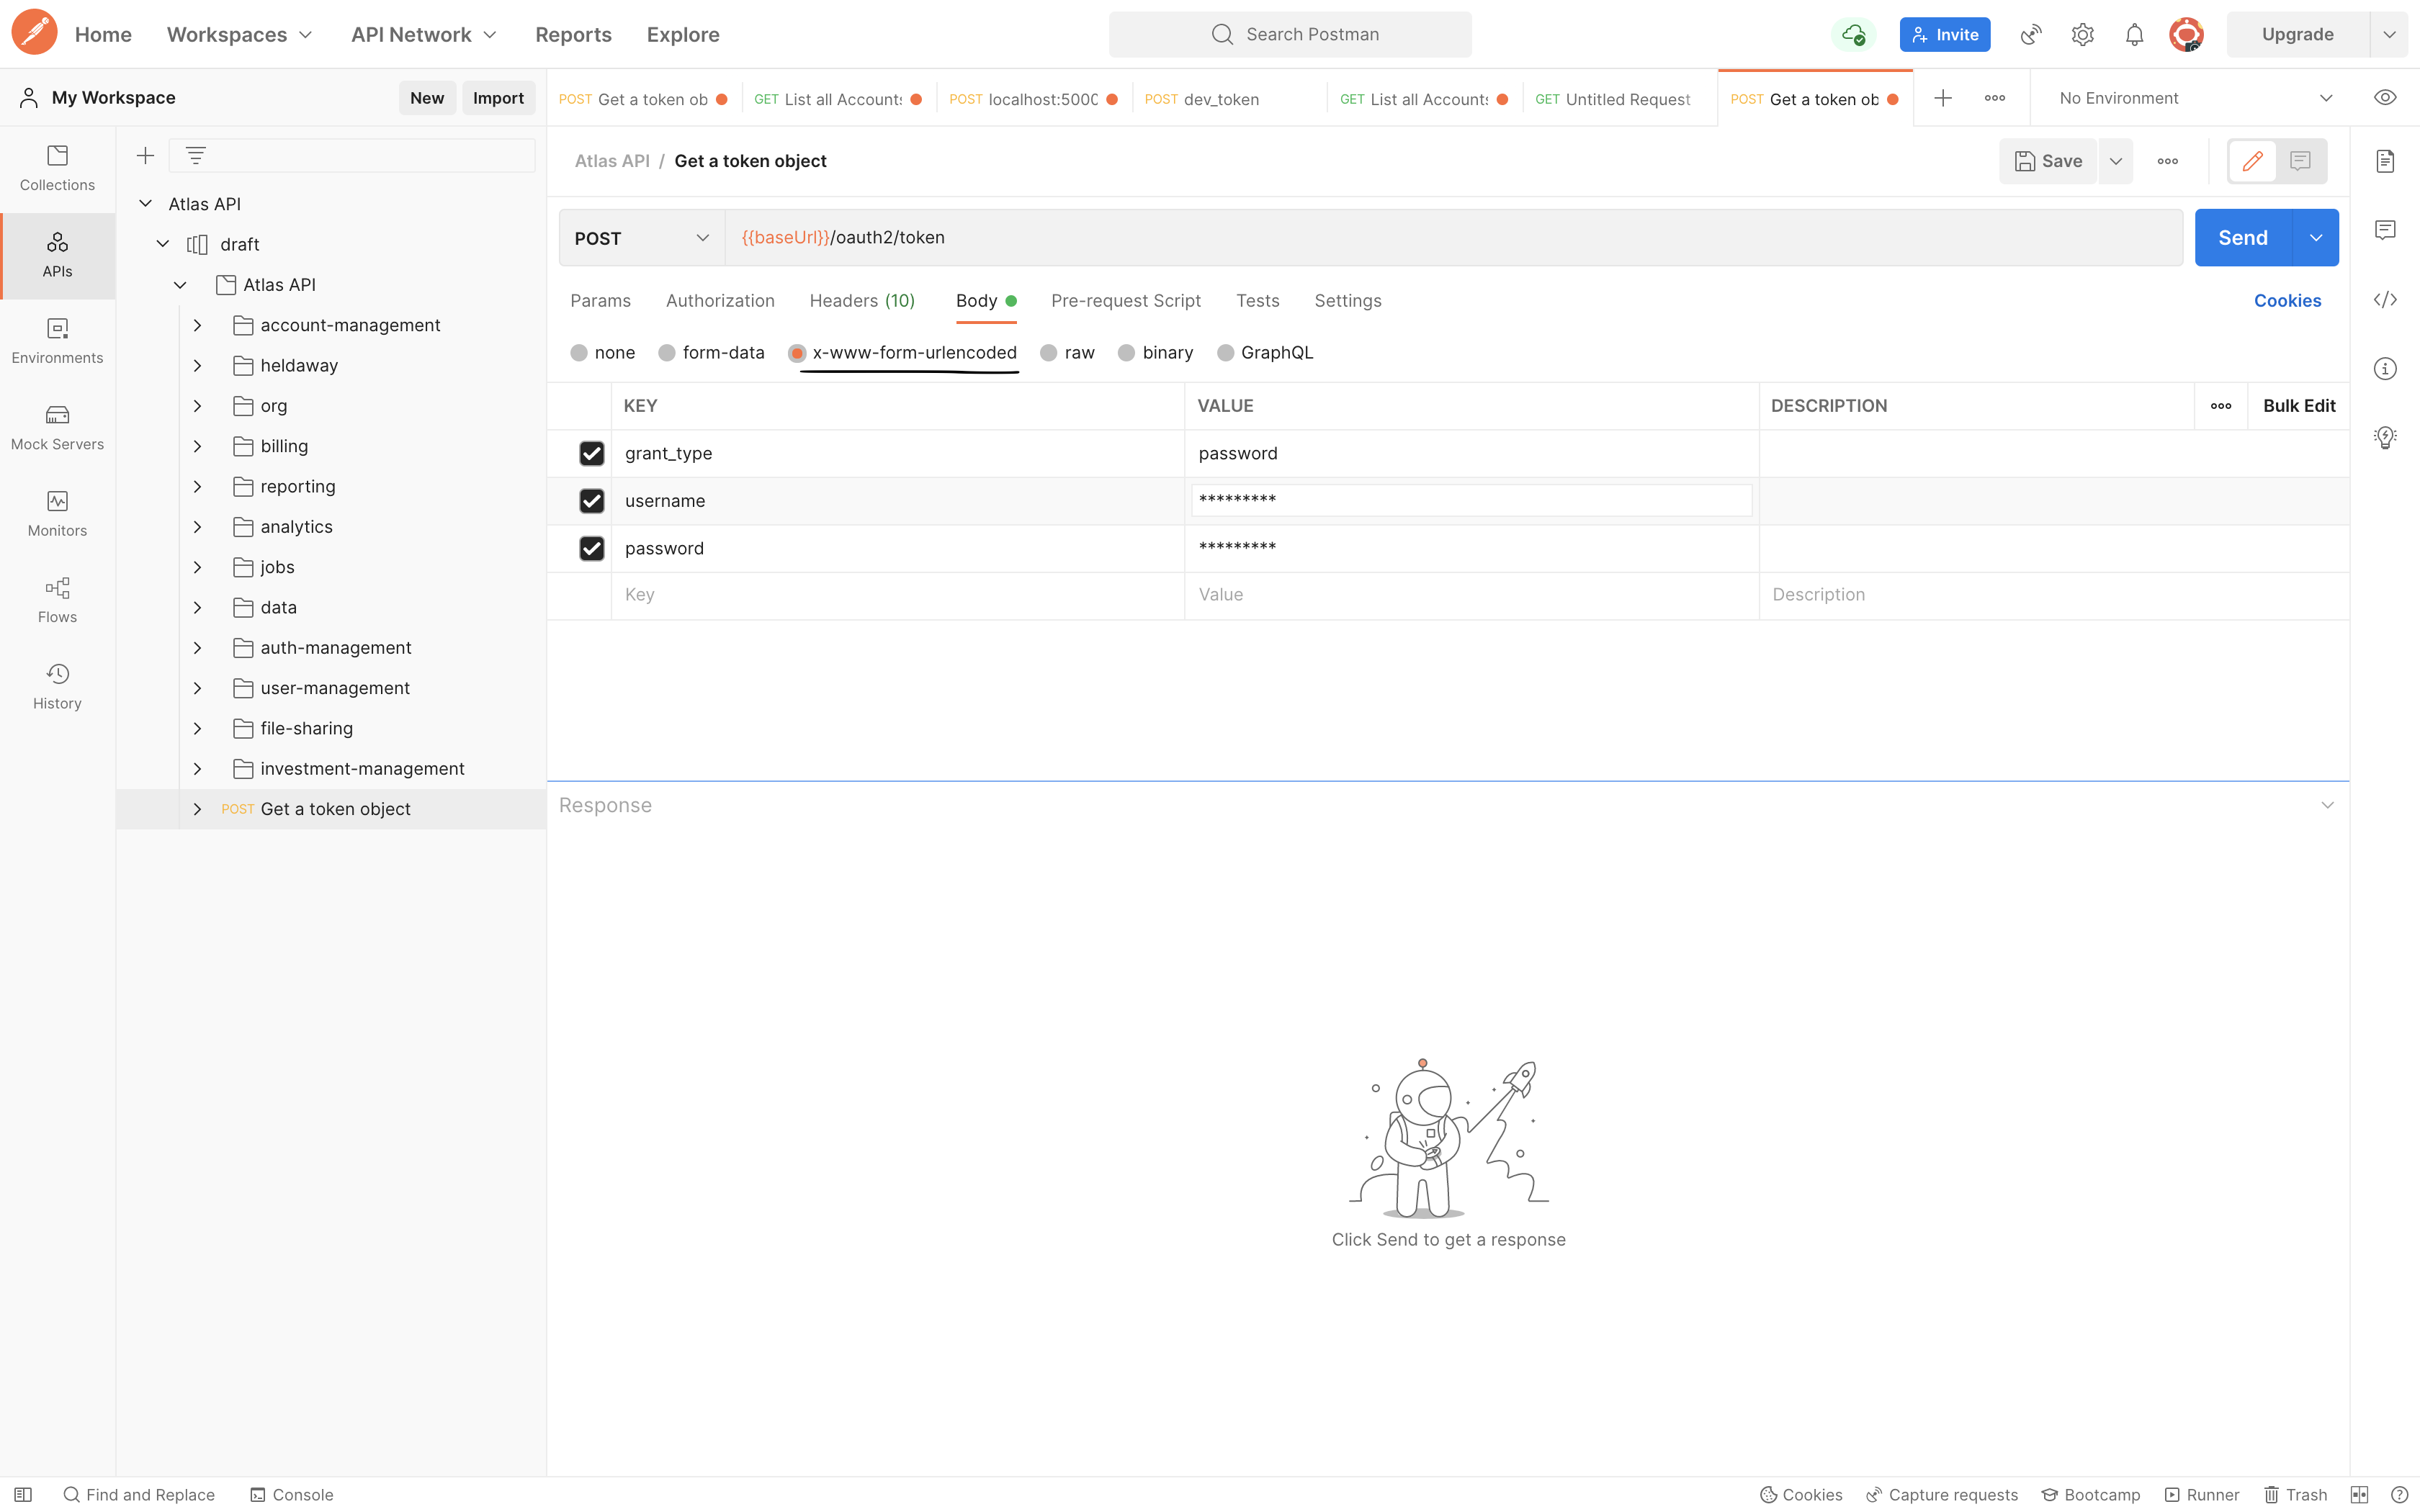 Home
Workspaces
API Network
Reports
Explore
Search Postman
Invite
Upgrade
My Workspace
New
Import
POST Get a token ob
GET List all Account
POST localhost:500
POST dev_token
GET List all Account
GET Untitled Request
POST Get a token ob
No Environment
Collections
APIs
Environments
Mock Servers
Monitors
Flows
History
Atlas API
draft
Atlas API
account-management
heldaway
org
billing
reporting
analytics
jobs
data
auth-management
user-management
file-sharing
investment-management
POST Get a token object
Atlas API / Get a token object
Save
POST
{{baseUrl}}/oauth2/token
Send
Params
Authorization
Headers (10)
Body
Pre-request Script
Tests
Settings
Cookies
none
form-data
x-www-form-urlencoded
raw
binary
GraphQL
KEY
VALUE
DESCRIPTION
Bulk Edit
grant_type
password
username
*********
password
*********
Key
Value
Description
Response
Click Send to get a response
Find and Replace
Console
Cookies
Capture requests
Bootcamp
Runner
Trash